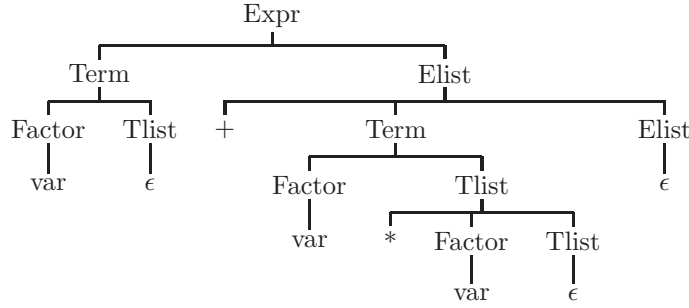 Expr
Term Elist
Factor Tlist + Term Elist
var ϵ Factor Tlist ϵ
var * Factor Tlist
var ϵ